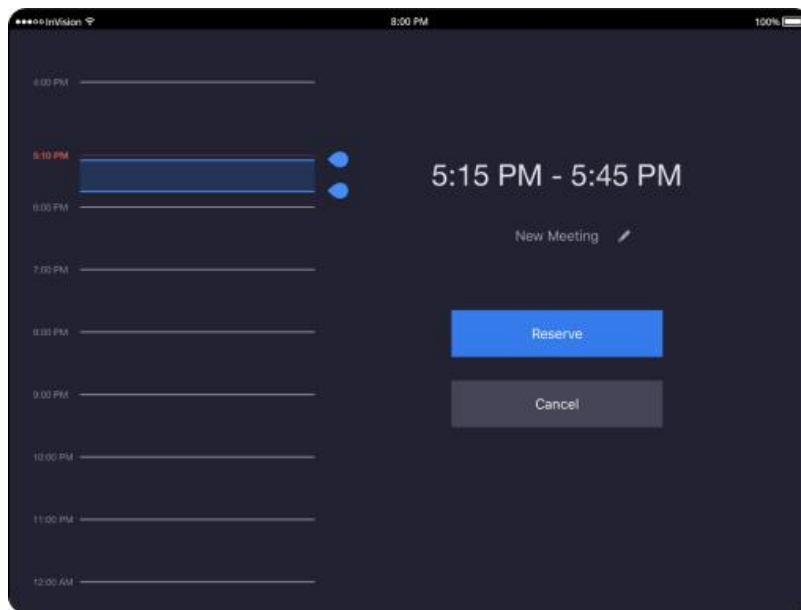 ●●●○○ InVision 8:00 PM 100%
4:00 PM
5:10 PM
6:00 PM
7:00 PM
8:00 PM
9:00 PM
10:00 PM
11:00 PM
12:00 AM
5:15 PM - 5:45 PM
New Meeting
Reserve
Cancel